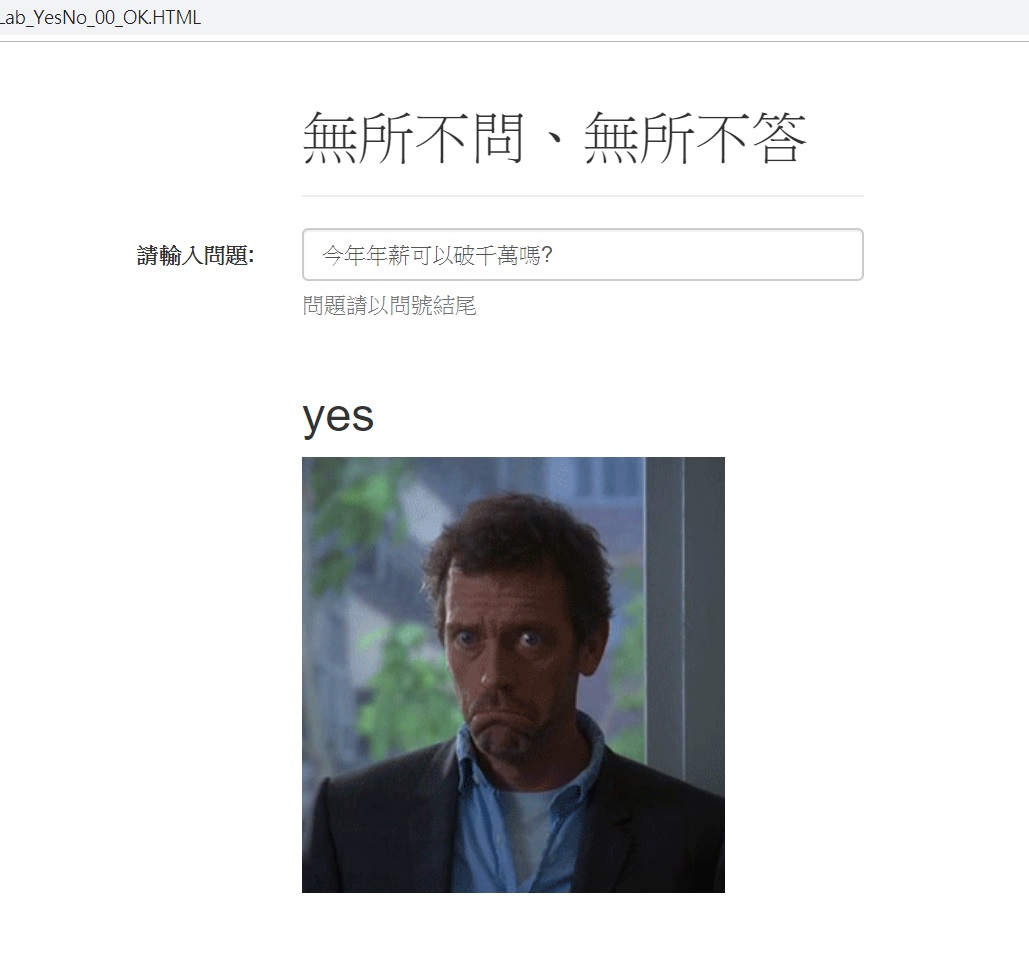 Lab_YesNo_00_OK.HTML
無所不問、無所不答
請輸入問題: 今年年薪可以破千萬嗎?
問題請以問號結尾
yes